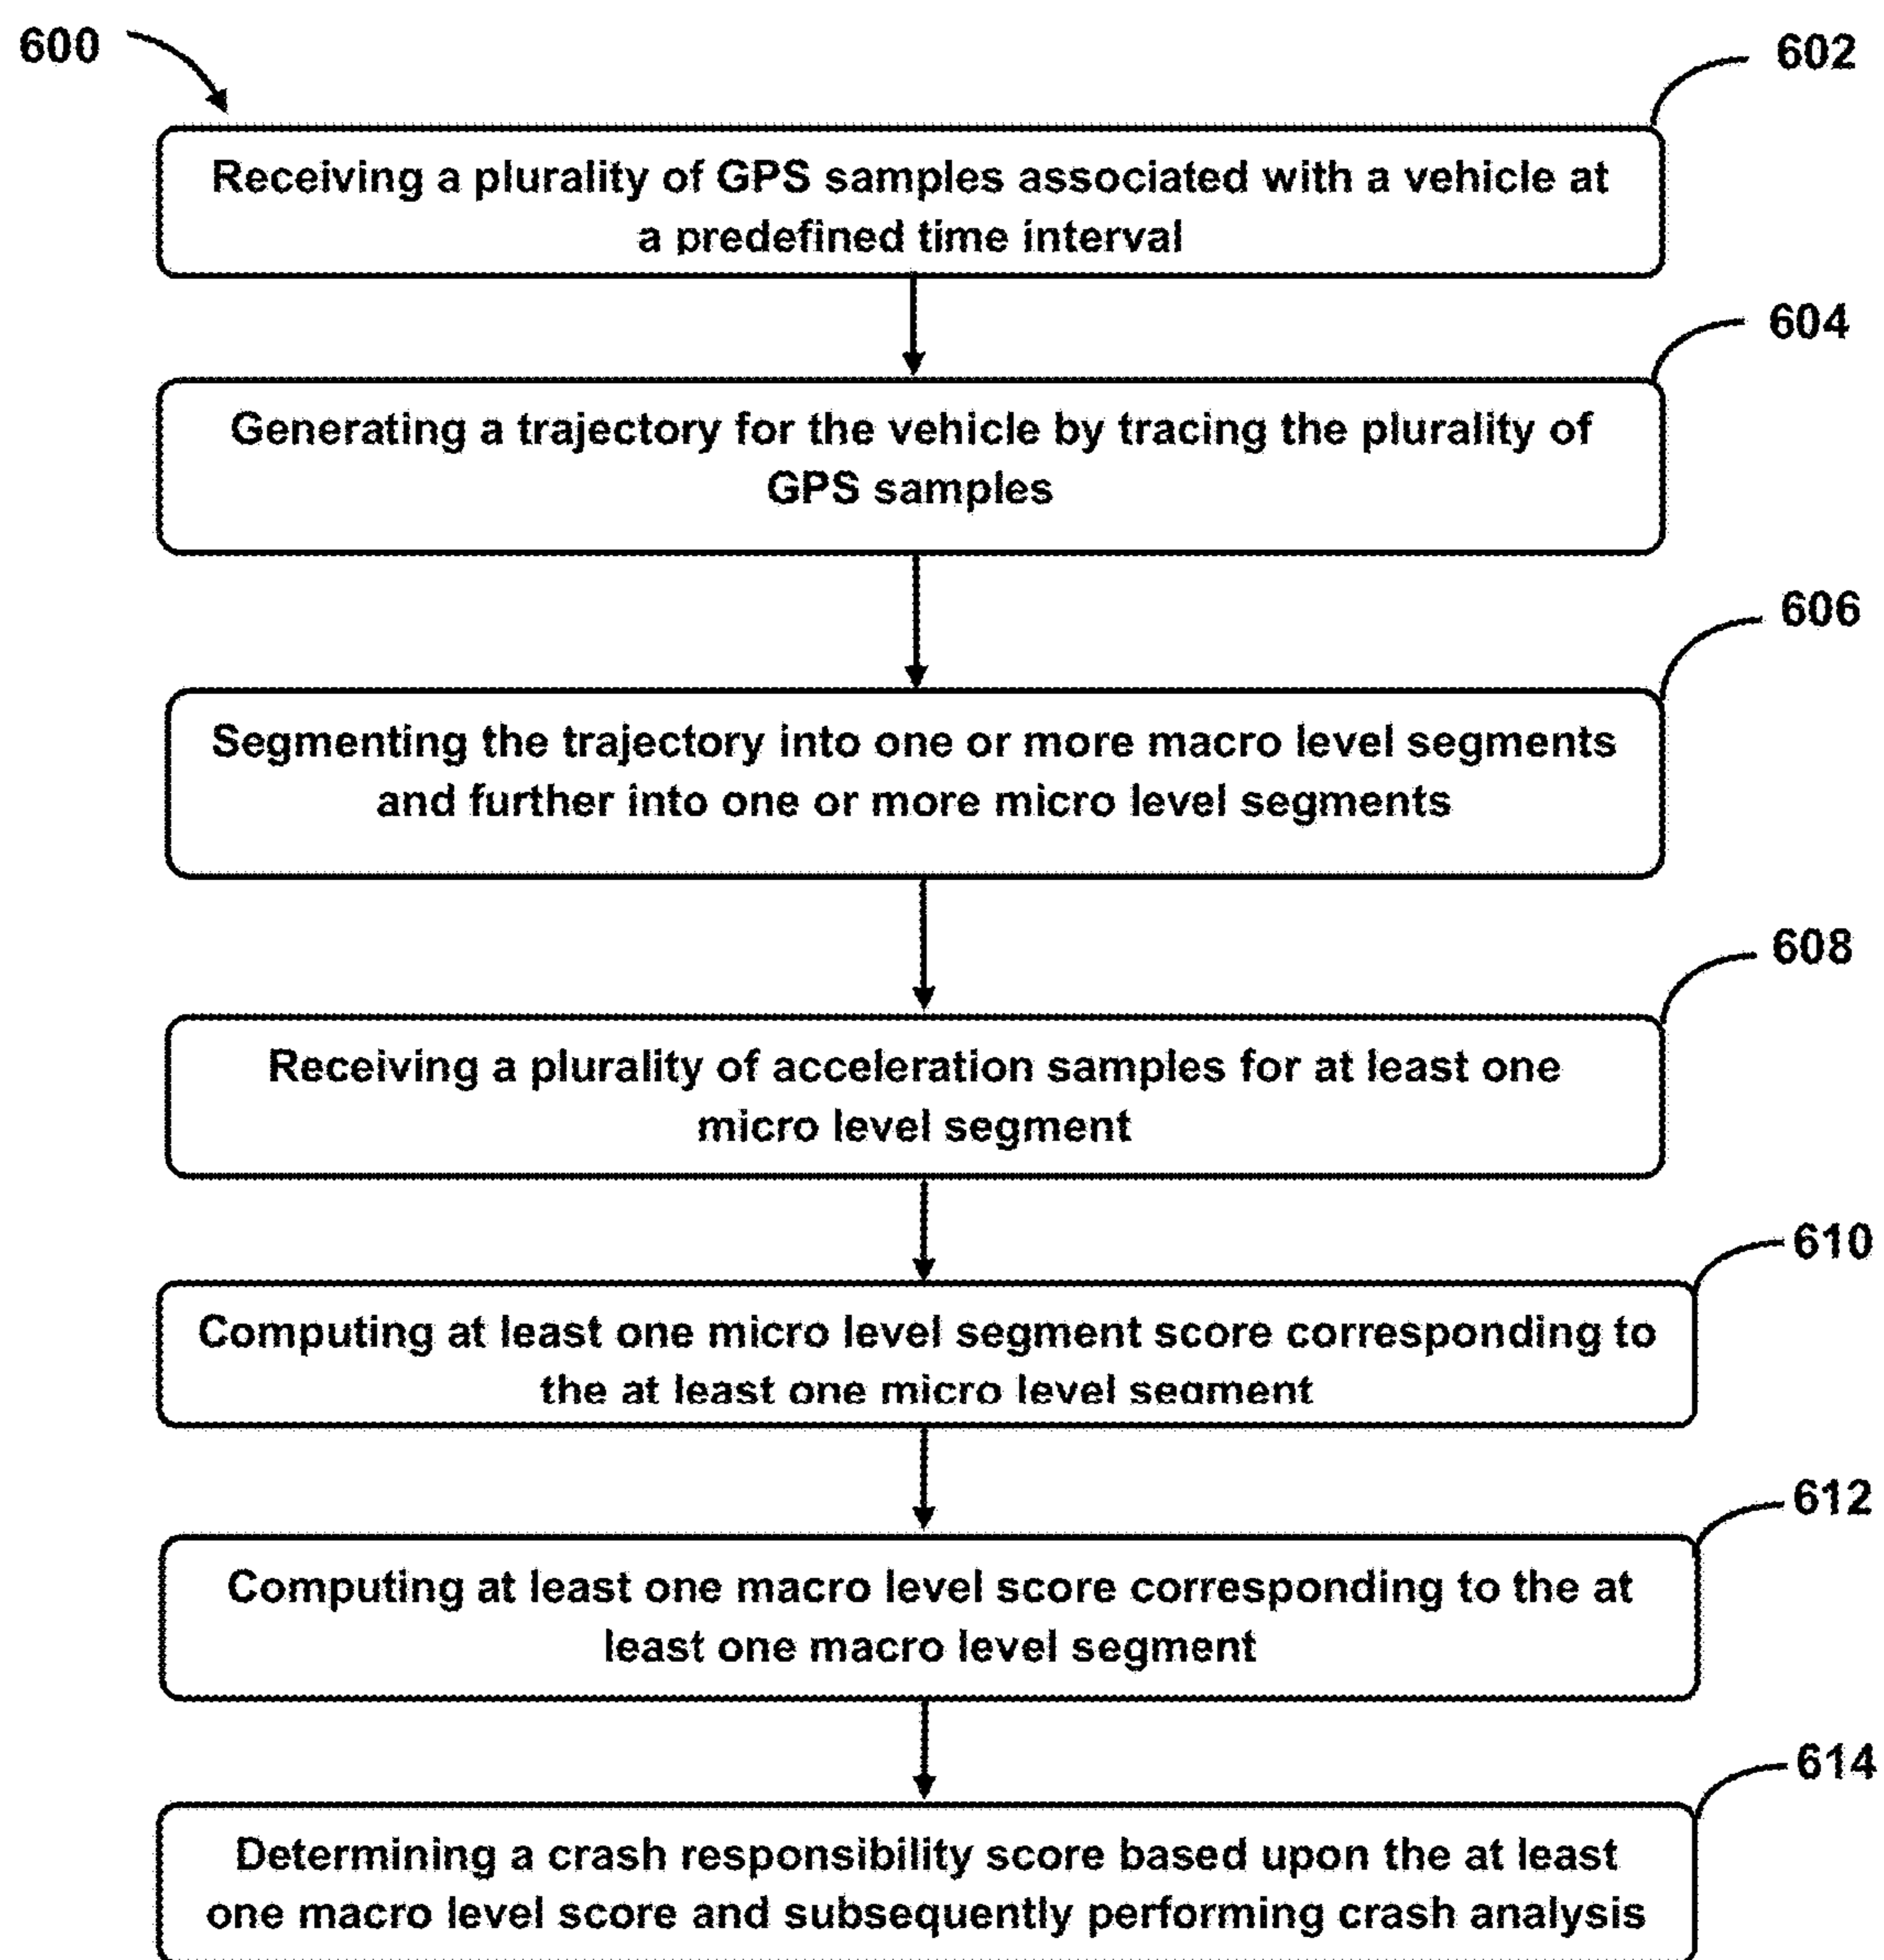 600
602
Receiving a plurality of GPS samples associated with a vehicle at
a predefined time interval
604
Generating a trajectory for the vehicle by tracing the plurality of
GPS samples
606
Segmenting the trajectory into one or more macro level segments
and further into one or more micro level segments
608
Receiving a plurality of acceleration samples for at least one
micro level segment
610
Computing at least one micro level segment score corresponding to
the at least one micro level segment
612
Computing at least one macro level score corresponding to the at
least one macro level segment
614
Determining a crash responsibility score based upon the at least
one macro level score and subsequently performing crash analysis